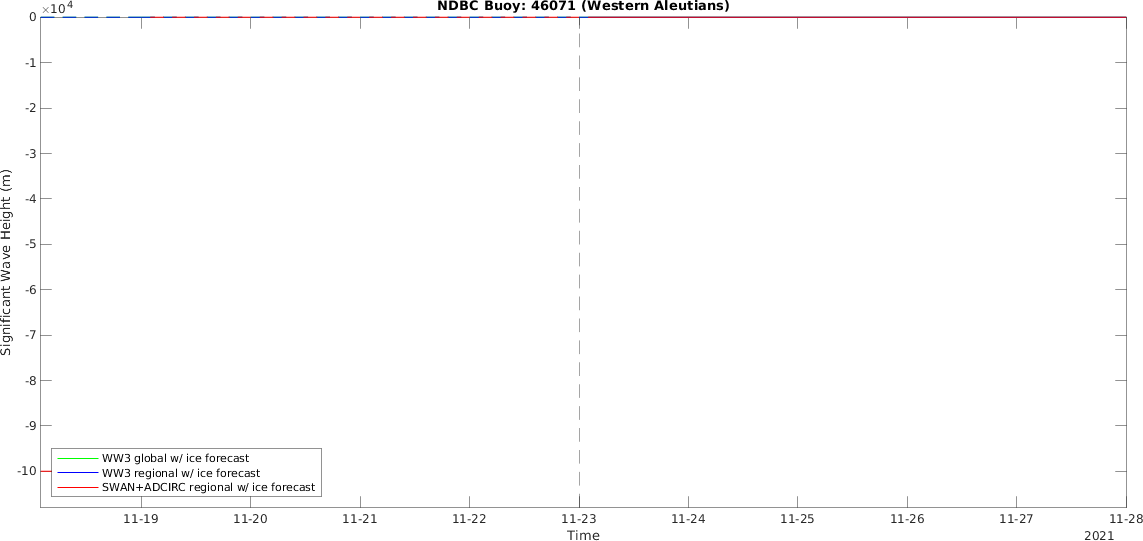 NDBC Buoy: 46071 (Western Aleutians)
×10^4
0
-1
-2
-3
-4
-5
-6
-7
-8
-9
-10
Significant Wave Height (m)
WW3 global w/ ice forecast
WW3 regional w/ ice forecast
SWAN+ADCIRC regional w/ ice forecast
11-19 11-20 11-21 11-22 11-23 11-24 11-25 11-26 11-27 11-28
Time
2021